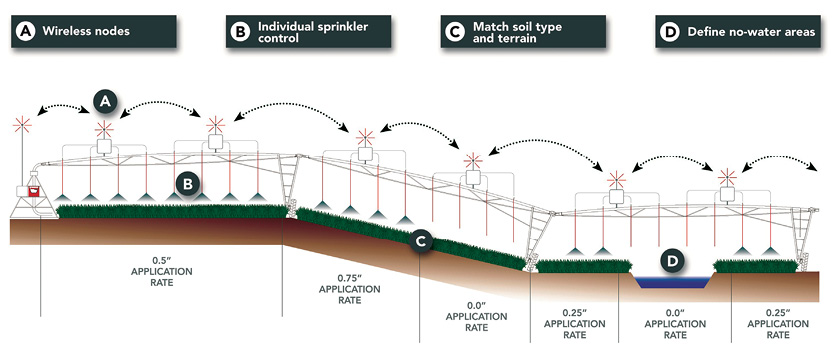 A Wireless nodes
B Individual sprinkler
control
C Match soil type
and terrain
D Define no-water areas
A
B
C
D
0.5”
APPLICATION
RATE
0.75”
APPLICATION
RATE
0.0”
APPLICATION
RATE
0.25”
APPLICATION
RATE
0.0”
APPLICATION
RATE
0.25”
APPLICATION
RATE